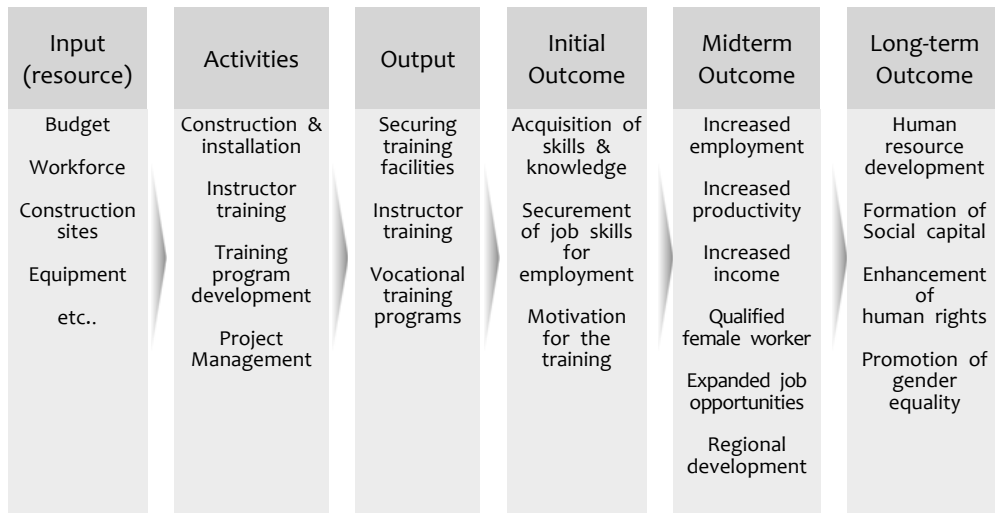 Input
(resource)
Budget
Workforce
Construction
sites
Equipment
etc..
Activities
Construction &
installation
Instructor
training
Training
program
development
Project
Management
Output
Securing
training
facilities
Instructor
training
Vocational
training
programs
Initial
Outcome
Acquisition of
skills &
knowledge
Securement
of job skills
for
employment
Motivation
for the
training
Midterm
Outcome
Increased
employment
Increased
productivity
Increased
income
Qualified
female worker
Expanded job
opportunities
Regional
development
Long-term
Outcome
Human
resource
development
Formation of
Social capital
Enhancement
of
human rights
Promotion of
gender
equality